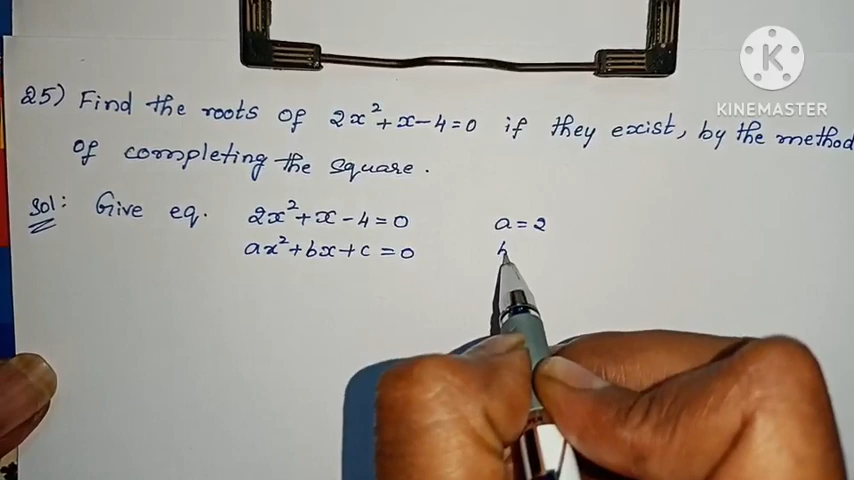 25) Find the roots of 2x²+x-4=0 if they exist, by the method
of completing the square.
Sol: Give eq. 2x²+x-4=0 a=2
ax²+bx+c=0 b
K
KINEMASTER